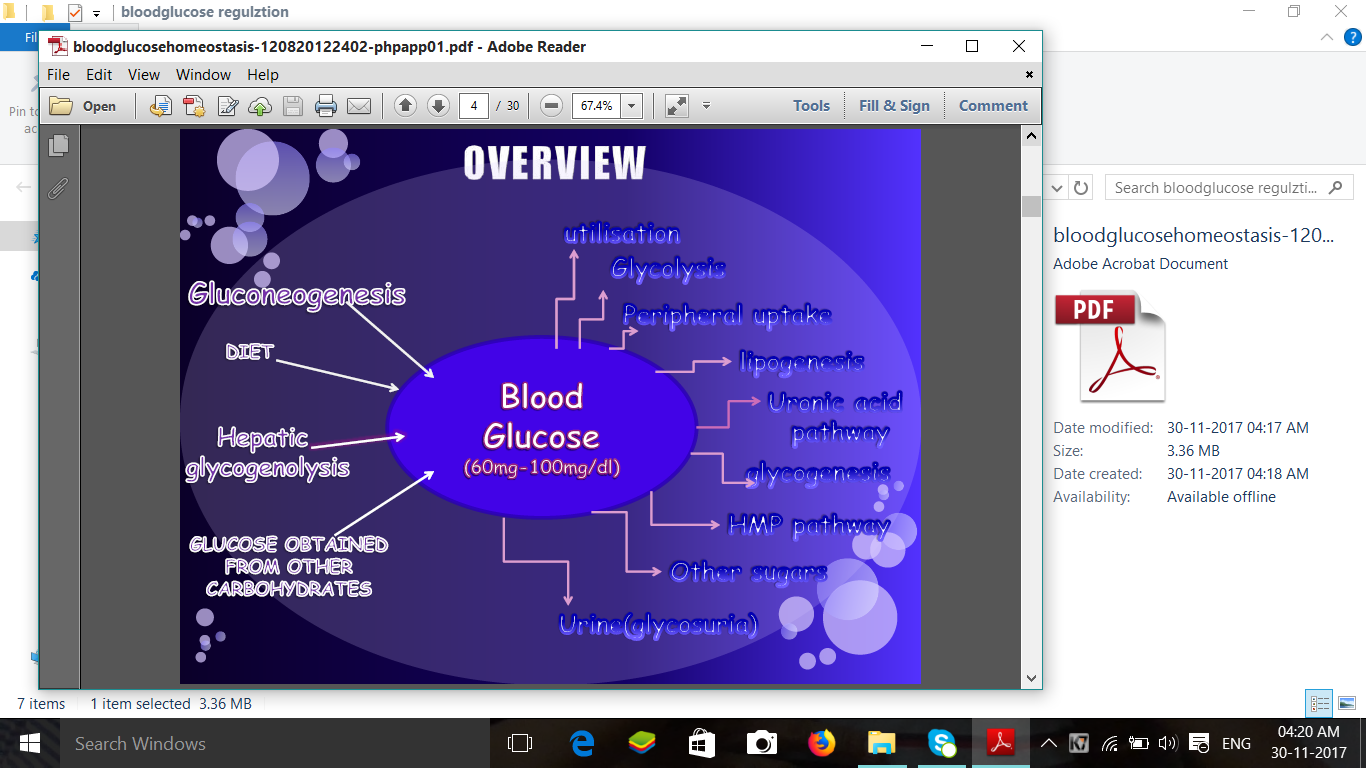 bloodglucose regulztion
Fil
bloodglucosehomeostasis-120820122402-phpapp01.pdf - Adobe Reader
File Edit View Window Help
Pin to
ac
Open 4 / 30 67.4% Tools Fill & Sign Comment
OVERVIEW
utilisation
Glycolysis
Gluconeogenesis
Peripheral uptake
DIET
lipogenesis
Blood
Glucose
(60mg-100mg/dl)
Uronic acid
pathway
Hepatic
glycogenolysis
glycogenesis
HMP pathway
GLUCOSE OBTAINED
FROM OTHER
CARBOHYDRATES
Other sugars
Urine(glycosuria)
Search bloodglucose regulzti...
bloodglucosehomeostasis-120...
Adobe Acrobat Document
PDF
Date modified: 30-11-2017 04:17 AM
Size: 3.36 MB
Date created: 30-11-2017 04:18 AM
Availability: Available offline
7 items 1 item selected 3.36 MB
Search Windows
ENG
04:20 AM
30-11-2017